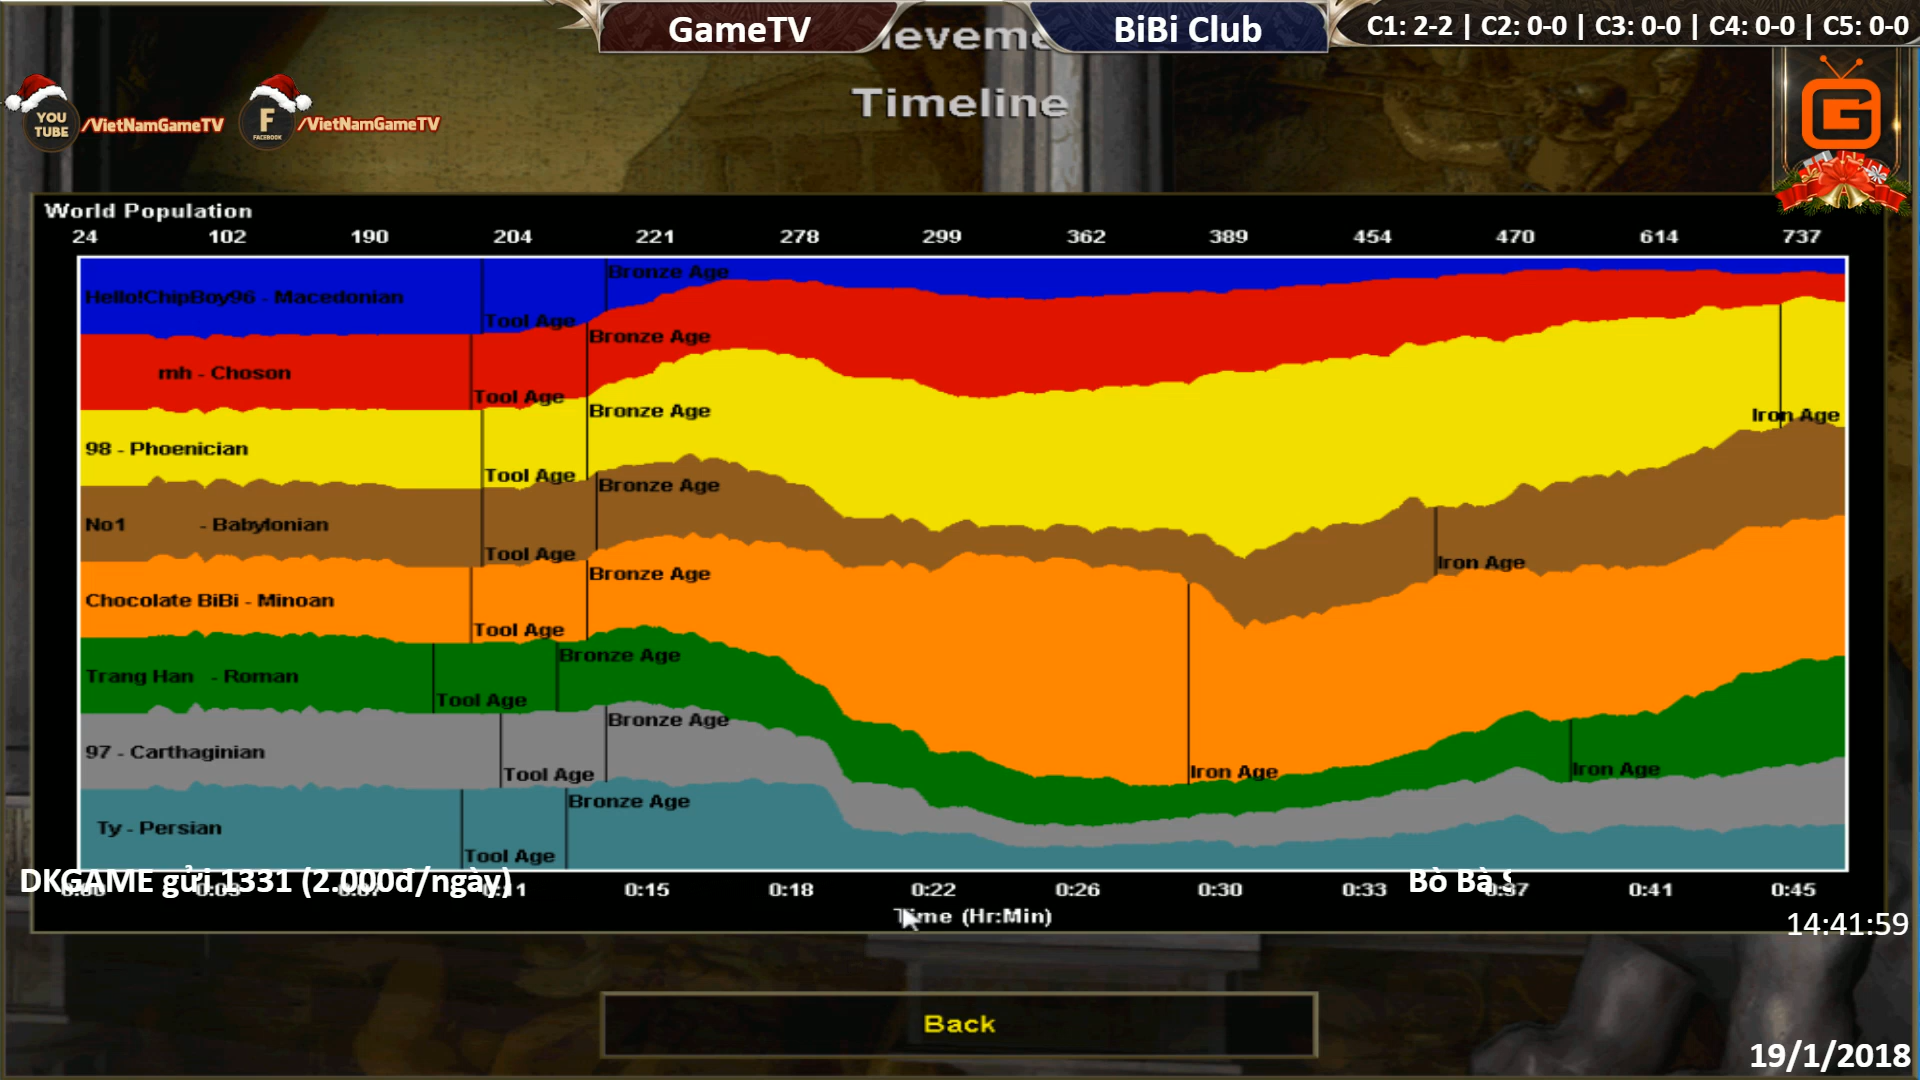 GameTV
BiBi Club
C1: 2-2 | C2: 0-0 | C3: 0-0 | C4: 0-0 | C5: 0-0
Timeline
YOU TUBE /VietNamGameTV
F FACEBOOK /VietNamGameTV
World Population
24 102 190 204 221 278 299 362 389 454 470 614 737
Hello!ChipBoy96 - Macedonian
Tool Age
Bronze Age
mh - Choson
Tool Age
Bronze Age
98 - Phoenician
Tool Age
Bronze Age
Iron Age
No1 - Babylonian
Tool Age
Bronze Age
Iron Age
Chocolate BiBi - Minoan
Tool Age
Bronze Age
Iron Age
Trang Han - Roman
Tool Age
Bronze Age
Iron Age
97 - Carthaginian
Tool Age
Bronze Age
Ty - Persian
Tool Age
Bronze Age
DKGAME gửi 1331 (2.000đ/ngày)
Bò Bà
0:15 0:18 0:22 0:26 0:30 0:33 0:41 0:45
Time (Hr:Min)
14:41:59
Back
19/1/2018